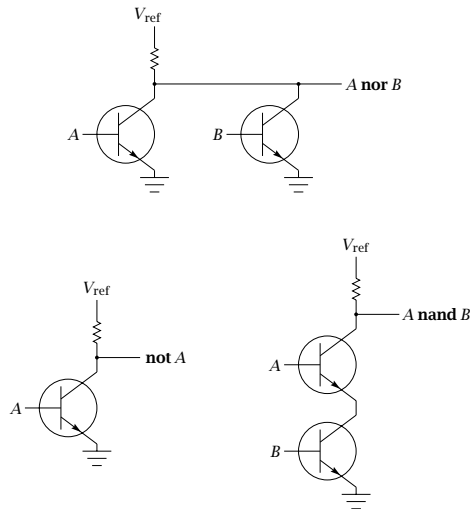 V_ref
A nor B
A
B
V_ref
V_ref
A nand B
not A
A
A
B